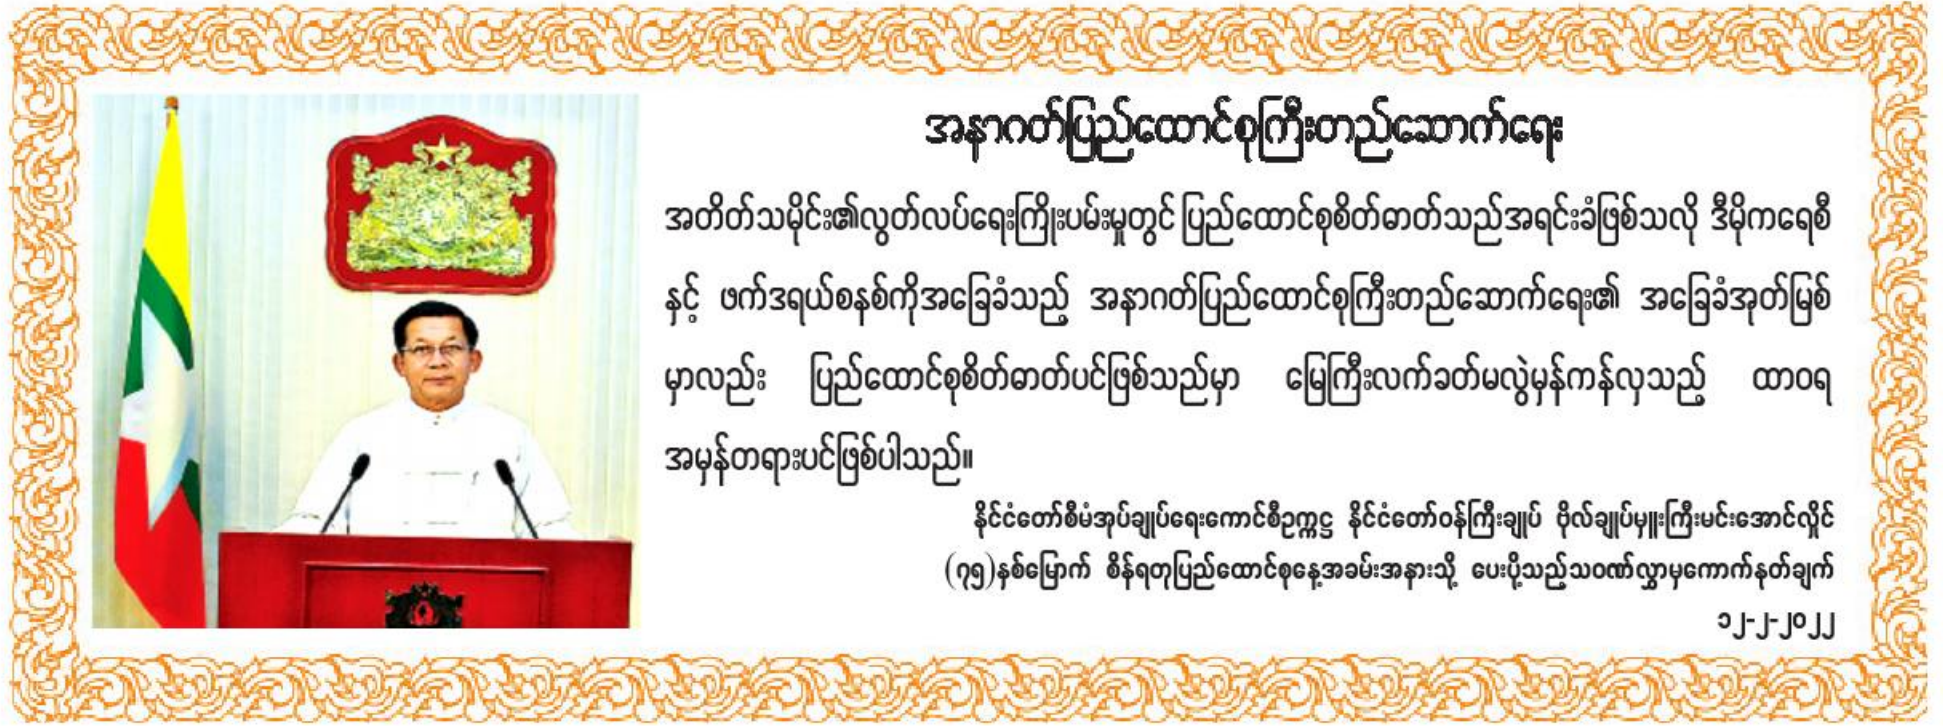 အနာဂတ်ပြည်ထောင်စုကြီးတည်ဆောက်ရေး
အတိတ်သမိုင်း၏လွတ်လပ်ရေးကြိုးပမ်းမှုတွင် ပြည်ထောင်စုစိတ်ဓာတ်သည်အရင်းခံဖြစ်သလို ဒီမိုကရေစီ
နှင့် ဖက်ဒရယ်စနစ်ကိုအခြေခံသည့် အနာဂတ်ပြည်ထောင်စုကြီးတည်ဆောက်ရေး၏ အခြေခံအုတ်မြစ်
မှာလည်း ပြည်ထောင်စုစိတ်ဓာတ်ပင်ဖြစ်သည်မှာ မြေကြီးလက်ခတ်မလွဲမှန်ကန်လှသည့် ထာဝရ
အမှန်တရားပင်ဖြစ်ပါသည်။
နိုင်ငံတော်စီမံအုပ်ချုပ်ရေးကောင်စီဥက္ကဋ္ဌ နိုင်ငံတော်ဝန်ကြီးချုပ် ဗိုလ်ချုပ်မှူးကြီးမင်းအောင်လှိုင်
(၇၅)နှစ်မြောက် စိန်ရတုပြည်ထောင်စုနေ့အခမ်းအနားသို့ ပေးပို့သည့်သဝဏ်လွှာမှကောက်နုတ်ချက်
၁၂-၂-၂၀၂၂